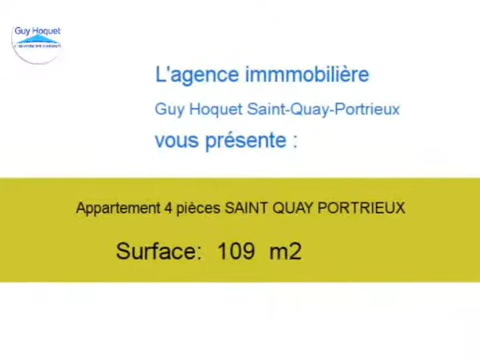 Guy Hoquet
L'agence immmobilière
Guy Hoquet Saint-Quay-Portrieux
vous présente :
Appartement 4 pièces SAINT QUAY PORTRIEUX
Surface: 109 m2